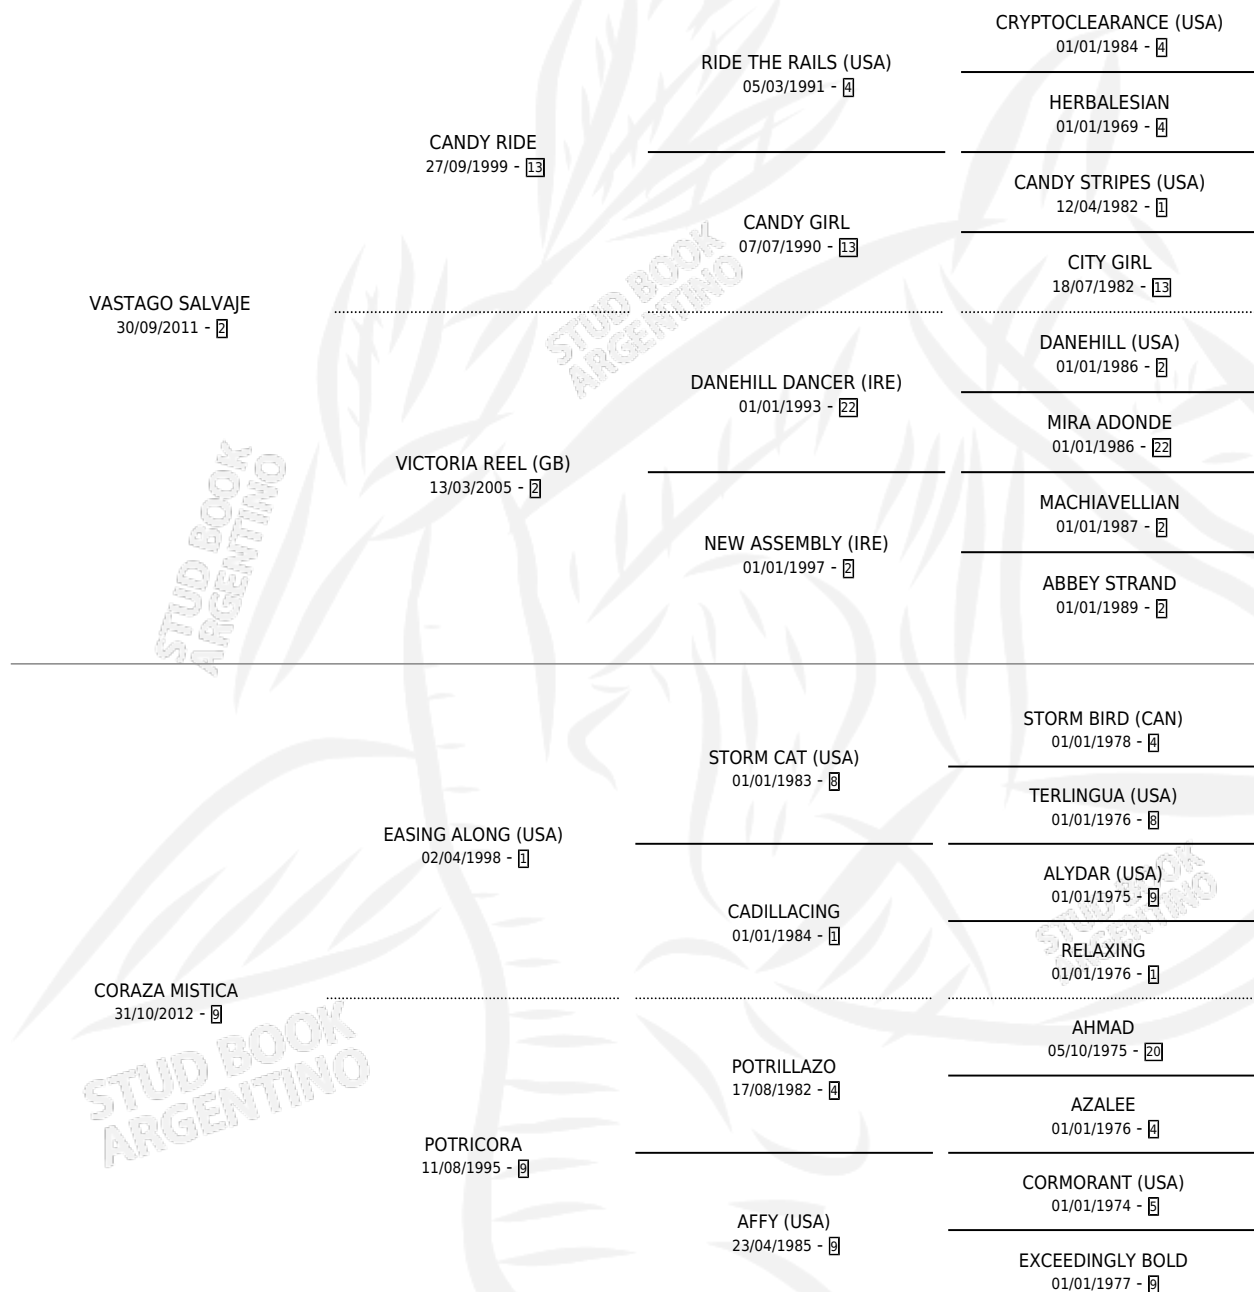 CRYPTOCLEARANCE (USA)
01/01/1984 - 4
RIDE THE RAILS (USA)
05/03/1991 - 4
HERBALESIAN
01/01/1969 - 4
CANDY RIDE
27/09/1999 - 13
CANDY STRIPES (USA)
12/04/1982 - 1
CANDY GIRL
07/07/1990 - 13
CITY GIRL
18/07/1982 - 13
VASTAGO SALVAJE
30/09/2011 - 2
DANEHILL (USA)
01/01/1986 - 2
DANEHILL DANCER (IRE)
01/01/1993 - 22
MIRA ADONDE
01/01/1986 - 22
VICTORIA REEL (GB)
13/03/2005 - 2
MACHIAVELLIAN
01/01/1987 - 2
NEW ASSEMBLY (IRE)
01/01/1997 - 2
ABBEY STRAND
01/01/1989 - 2
STORM BIRD (CAN)
01/01/1978 - 4
STORM CAT (USA)
01/01/1983 - 8
TERLINGUA (USA)
01/01/1976 - 8
EASING ALONG (USA)
02/04/1998 - 1
ALYDAR (USA)
01/01/1975 - 9
CADILLACING
01/01/1984 - 1
RELAXING
01/01/1976 - 1
CORAZA MISTICA
31/10/2012 - 9
AHMAD
05/10/1975 - 20
POTRILLAZO
17/08/1982 - 4
AZALEE
01/01/1976 - 4
POTRICORA
11/08/1995 - 9
CORMORANT (USA)
01/01/1974 - 5
AFFY (USA)
23/04/1985 - 9
EXCEEDINGLY BOLD
01/01/1977 - 9
STUD BOOK
ARGENTINO
STUD BOOK
ARGENTINO
STUD BOOK
ARGENTINO
STUD BOOK
ARGENTINO